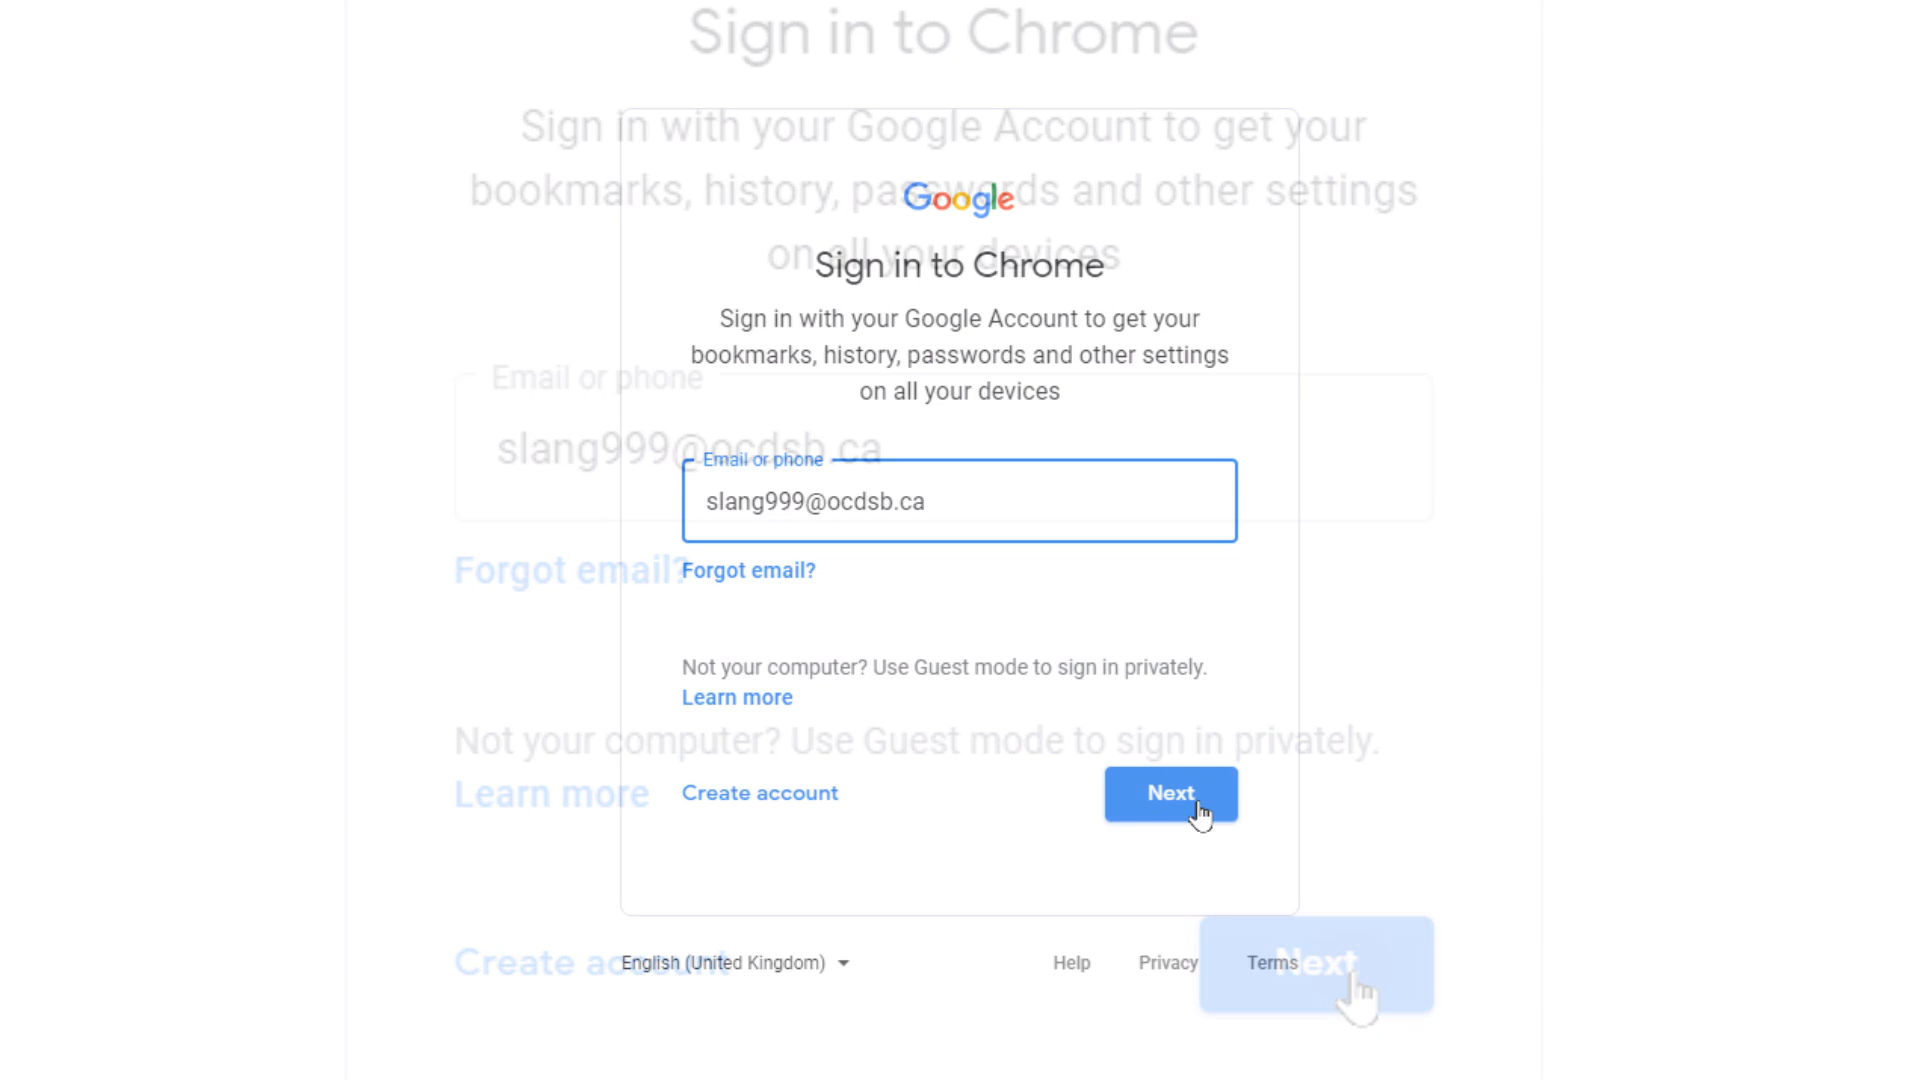 Sign in to Chrome
Sign in with your Google Account to get your
bookmarks, history, passwords and other settings
on all your devices
Email or phone
slang999@ocdsb.ca
Forgot email?
Not your computer? Use Guest mode to sign in privately.
Learn more
Create account
Next
Google
Sign in to Chrome
Sign in with your Google Account to get your
bookmarks, history, passwords and other settings
on all your devices
Email or phone
slang999@ocdsb.ca
Forgot email?
Not your computer? Use Guest mode to sign in privately.
Learn more
Create account
Next
English (United Kingdom)
Help
Privacy
Terms